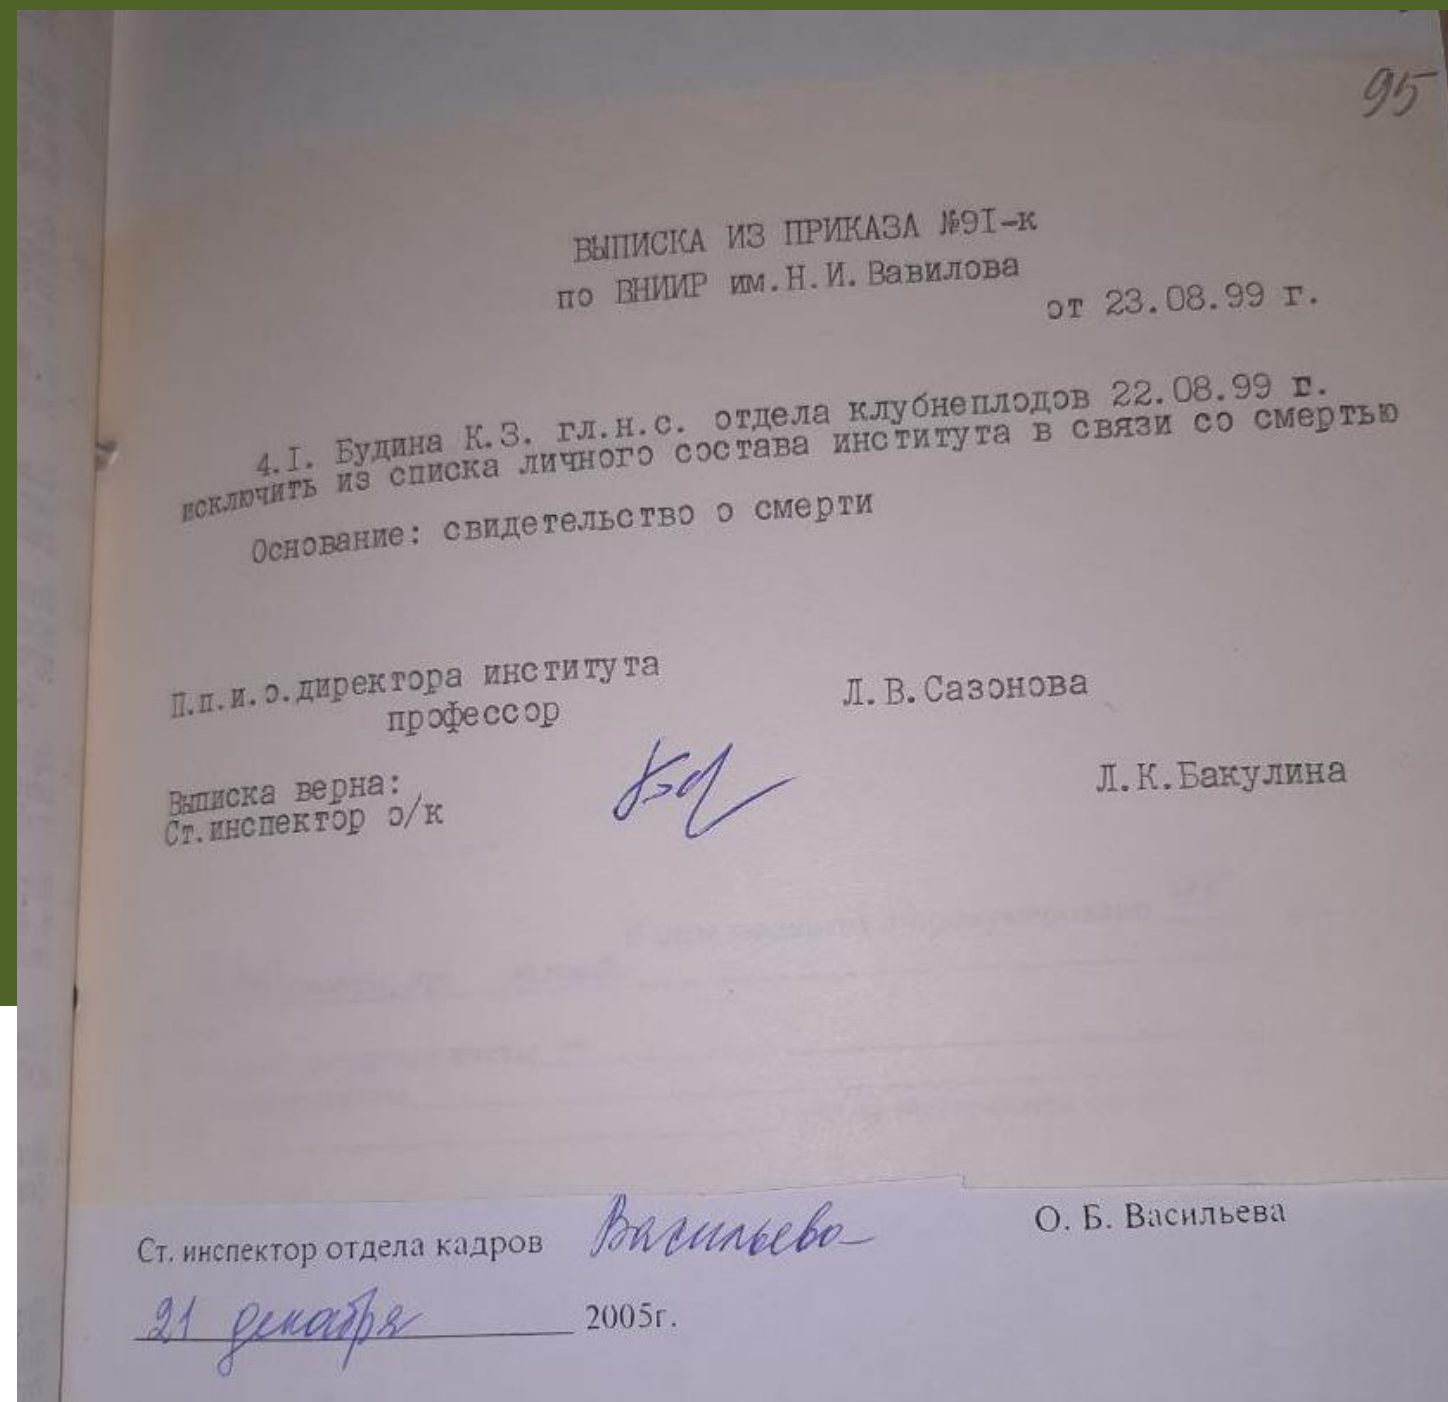 95
ВЫПИСКА ИЗ ПРИКАЗА №9I-к
по ВНИИР им.Н.И.Вавилова
от 23.08.99 г.
4.I. Будина К.З. гл.н.с. отдела клубнеплодов 22.08.99 г.
исключить из списка личного состава института в связи со смертью
Основание: свидетельство о смерти
П.п.и.о.директора института
профессор Л.В.Сазонова
Выписка верна:
Ст.инспектор о/к Л.К.Бакулина
Ст. инспектор отдела кадров Васильева О. Б. Васильева
21 декабря 2005г.